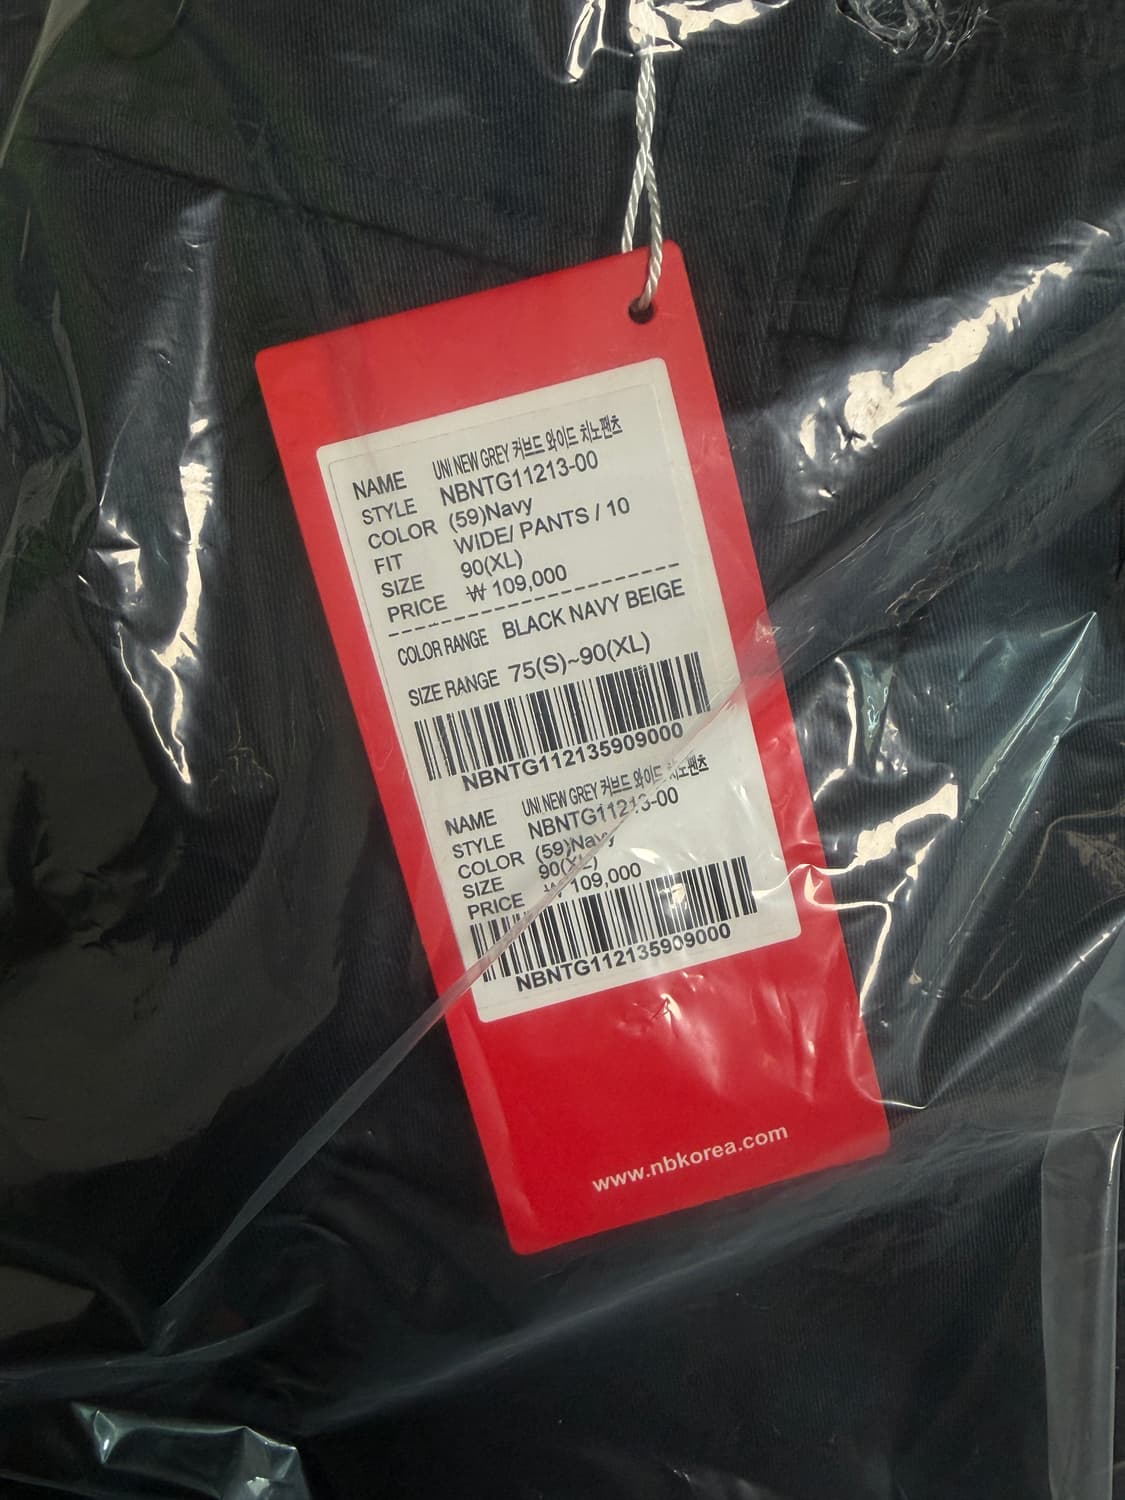 NAME UNI NEW GREY 커브드 와이드 치노팬츠
STYLE NBNTG11213-00
COLOR (59)Navy
FIT WIDE/ PANTS / 10
SIZE 90(XL)
PRICE ₩ 109,000
COLOR RANGE BLACK NAVY BEIGE
SIZE RANGE 75(S)~90(XL)
NBNTG112135909000
NAME UNI NEW GREY 커브드 와이드 치노팬츠
STYLE NBNTG11213-00
COLOR (59)Navy
SIZE 90(XL)
PRICE ₩ 109,000
NBNTG112135909000
www.nbkorea.com